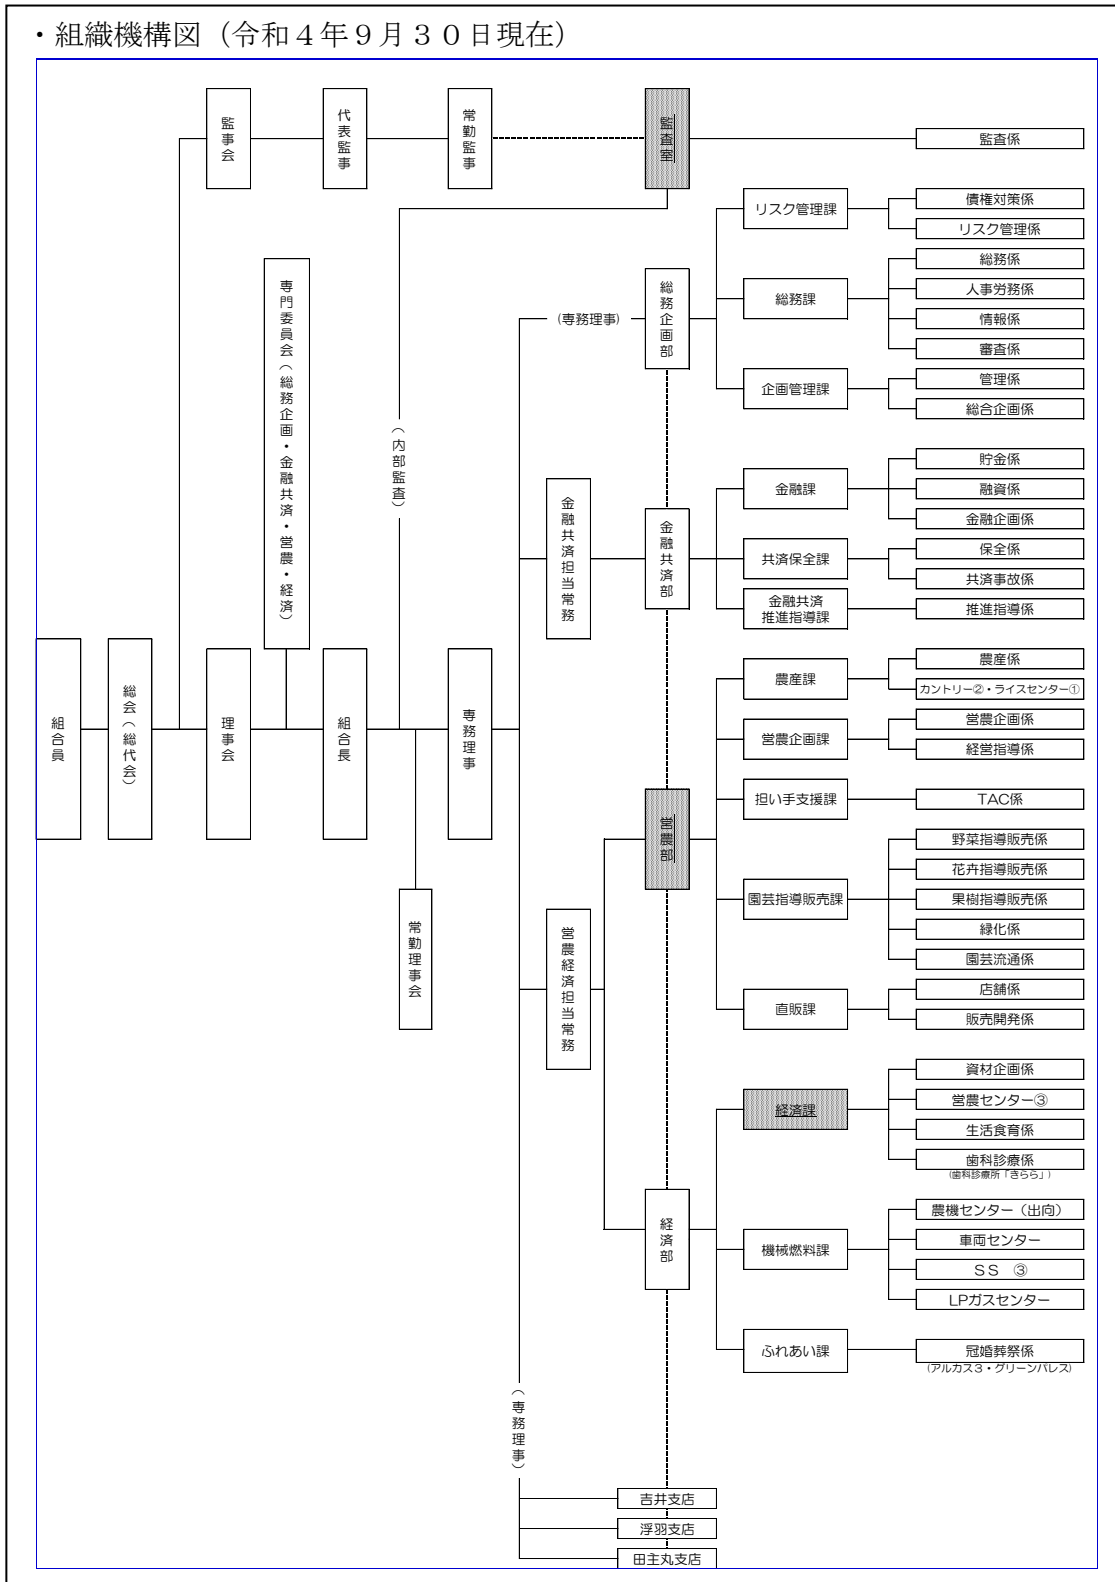 ・組織機構図（令和４年９月３０日現在）
監事会
代表監事
常勤監事
監査室
監査係
専門委員会（総務企画・金融共済・営農・経済）
（内部監査）
(専務理事)
総務企画部
リスク管理課
債権対策係
リスク管理係
総務課
総務係
人事労務係
情報係
審査係
企画管理課
管理係
総合企画係
金融共済担当常務
金融共済部
金融課
貯金係
融資係
金融企画係
共済保全課
保全係
共済事故係
金融共済
推進指導課
推進指導係
組合員
総会（総代会）
理事会
組合長
専務理事
常勤理事会
営農経済担当常務
営農部
農産課
農産係
カントリー②・ライスセンター①
営農企画課
営農企画係
経営指導係
担い手支援課
TAC係
園芸指導販売課
野菜指導販売係
花卉指導販売係
果樹指導販売係
緑化係
園芸流通係
直販課
店舗係
販売開発係
経済部
経済課
資材企画係
営農センター③
生活食育係
歯科診療係
(歯科診療所「きらら」)
機械燃料課
農機センター（出向）
車両センター
ＳＳ　③
LPガスセンター
ふれあい課
冠婚葬祭係
(アルカス３・グリーンパレス)
（専務理事）
吉井支店
浮羽支店
田主丸支店